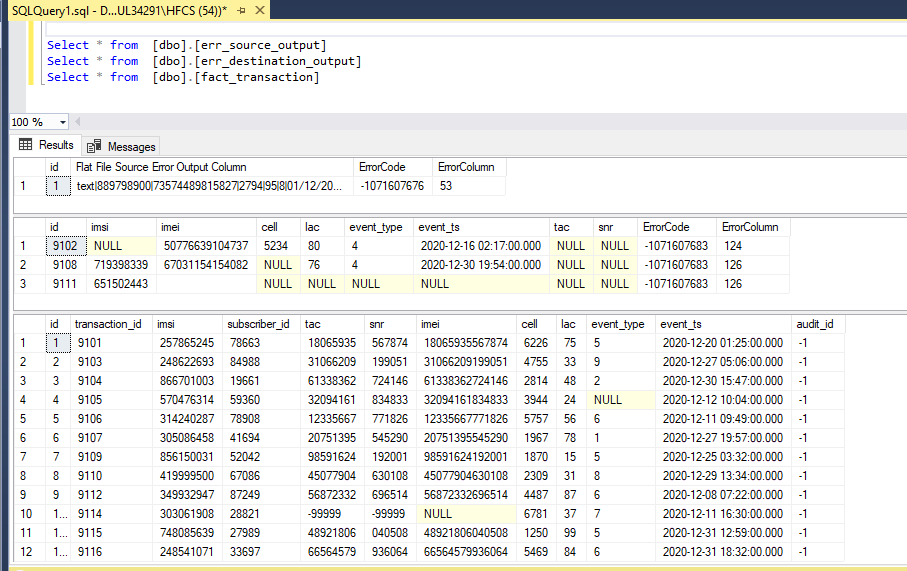 SQLQuery1.sql - D...UL34291\HFCS (54))*
Select * from [dbo].[err_source_output]
Select * from [dbo].[err_destination_output]
Select * from [dbo].[fact_transaction]
100 %
Results Messages
id Flat File Source Error Output Column ErrorCode ErrorColumn
1 1 text|889798900|73574489815827|2794|95|8|01/12/20... -1071607676 53
id imsi imei cell lac event_type event_ts tac snr ErrorCode ErrorColumn
1 9102 NULL 50776639104737 5234 80 4 2020-12-16 02:17:00.000 NULL NULL -1071607683 124
2 9108 719398339 67031154154082 NULL 76 4 2020-12-30 19:54:00.000 NULL NULL -1071607683 126
3 9111 651502443 NULL NULL NULL NULL NULL NULL -1071607683 126
id transaction_id imsi subscriber_id tac snr imei cell lac event_type event_ts audit_id
1 1 9101 257865245 78663 18065935 567874 18065935567874 6226 75 5 2020-12-20 01:25:00.000 -1
2 2 9103 248622693 84988 31066209 199051 31066209199051 4755 33 9 2020-12-27 05:06:00.000 -1
3 3 9104 866701003 19661 61338362 724146 61338362724146 2814 48 2 2020-12-30 15:47:00.000 -1
4 4 9105 570476314 59360 32094161 834833 32094161834833 3944 24 NULL 2020-12-12 10:04:00.000 -1
5 5 9106 314240287 78908 12335667 771826 12335667771826 5757 56 6 2020-12-11 09:49:00.000 -1
6 6 9107 305086458 41694 20751395 545290 20751395545290 1967 78 1 2020-12-27 19:57:00.000 -1
7 7 9109 856150031 52042 98591624 192001 98591624192001 1870 15 5 2020-12-25 03:32:00.000 -1
8 8 9110 419999500 67086 45077904 630108 45077904630108 2309 31 8 2020-12-29 13:34:00.000 -1
9 9 9112 349932947 87249 56872332 696514 56872332696514 4487 87 6 2020-12-08 07:22:00.000 -1
10 1... 9114 303061908 28821 -99999 -99999 NULL 6781 37 7 2020-12-11 16:30:00.000 -1
11 1... 9115 748085639 27989 48921806 040508 48921806040508 1250 99 5 2020-12-31 12:59:00.000 -1
12 1... 9116 248541071 33697 66564579 936064 66564579936064 5469 84 6 2020-12-31 18:32:00.000 -1